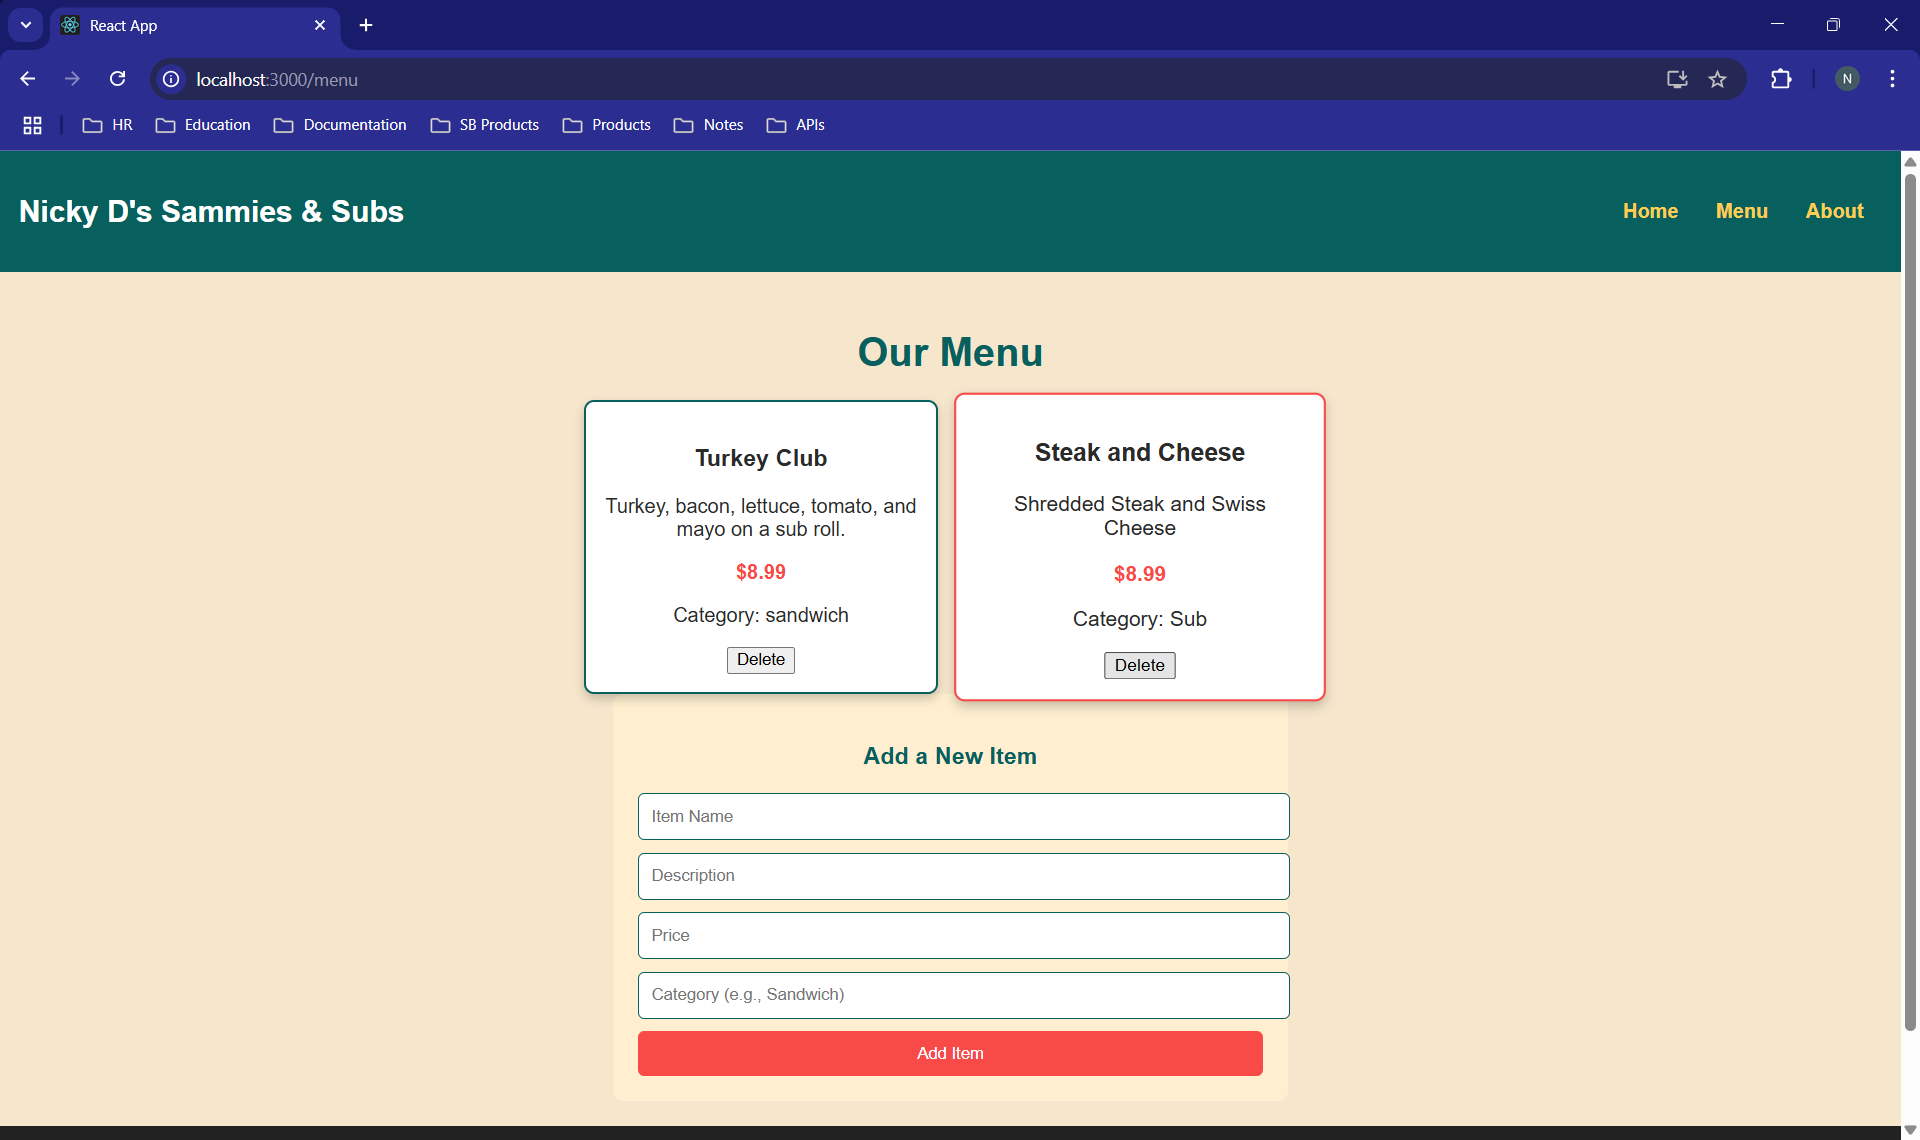 React App
localhost:3000/menu
N
HR
Education
Documentation
SB Products
Products
Notes
APIs
Nicky D's Sammies & Subs
Home
Menu
About
Our Menu
Turkey Club
Turkey, bacon, lettuce, tomato, and
mayo on a sub roll.
$8.99
Category: sandwich
Delete
Steak and Cheese
Shredded Steak and Swiss
Cheese
$8.99
Category: Sub
Delete
Add a New Item
Item Name
Description
Price
Category (e.g., Sandwich)
Add Item